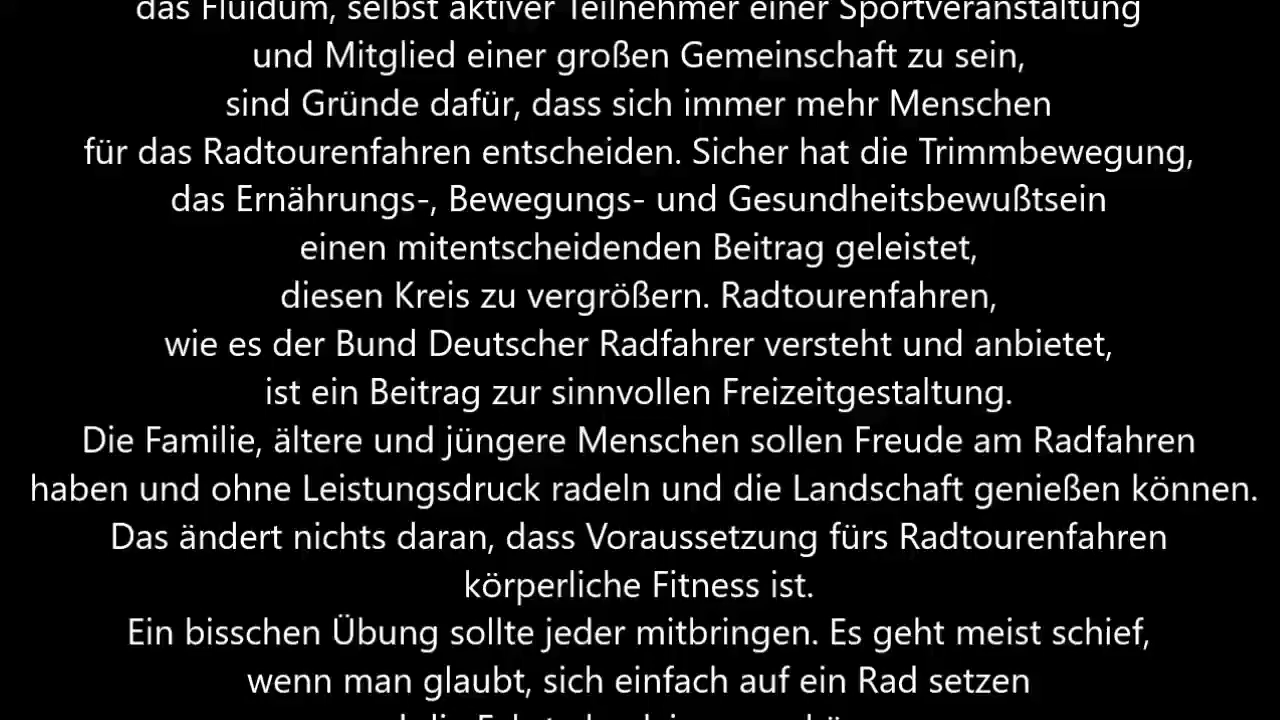 das Fluidum, selbst aktiver Teilnehmer einer Sportveranstaltung
und Mitglied einer großen Gemeinschaft zu sein,
sind Gründe dafür, dass sich immer mehr Menschen
für das Radtourenfahren entscheiden. Sicher hat die Trimmbewegung,
das Ernährungs-, Bewegungs- und Gesundheitsbewußtsein
einen mitentscheidenden Beitrag geleistet,
diesen Kreis zu vergrößern. Radtourenfahren,
wie es der Bund Deutscher Radfahrer versteht und anbietet,
ist ein Beitrag zur sinnvollen Freizeitgestaltung.
Die Familie, ältere und jüngere Menschen sollen Freude am Radfahren
haben und ohne Leistungsdruck radeln und die Landschaft genießen können.
Das ändert nichts daran, dass Voraussetzung fürs Radtourenfahren
körperliche Fitness ist.
Ein bisschen Übung sollte jeder mitbringen. Es geht meist schief,
wenn man glaubt, sich einfach auf ein Rad setzen